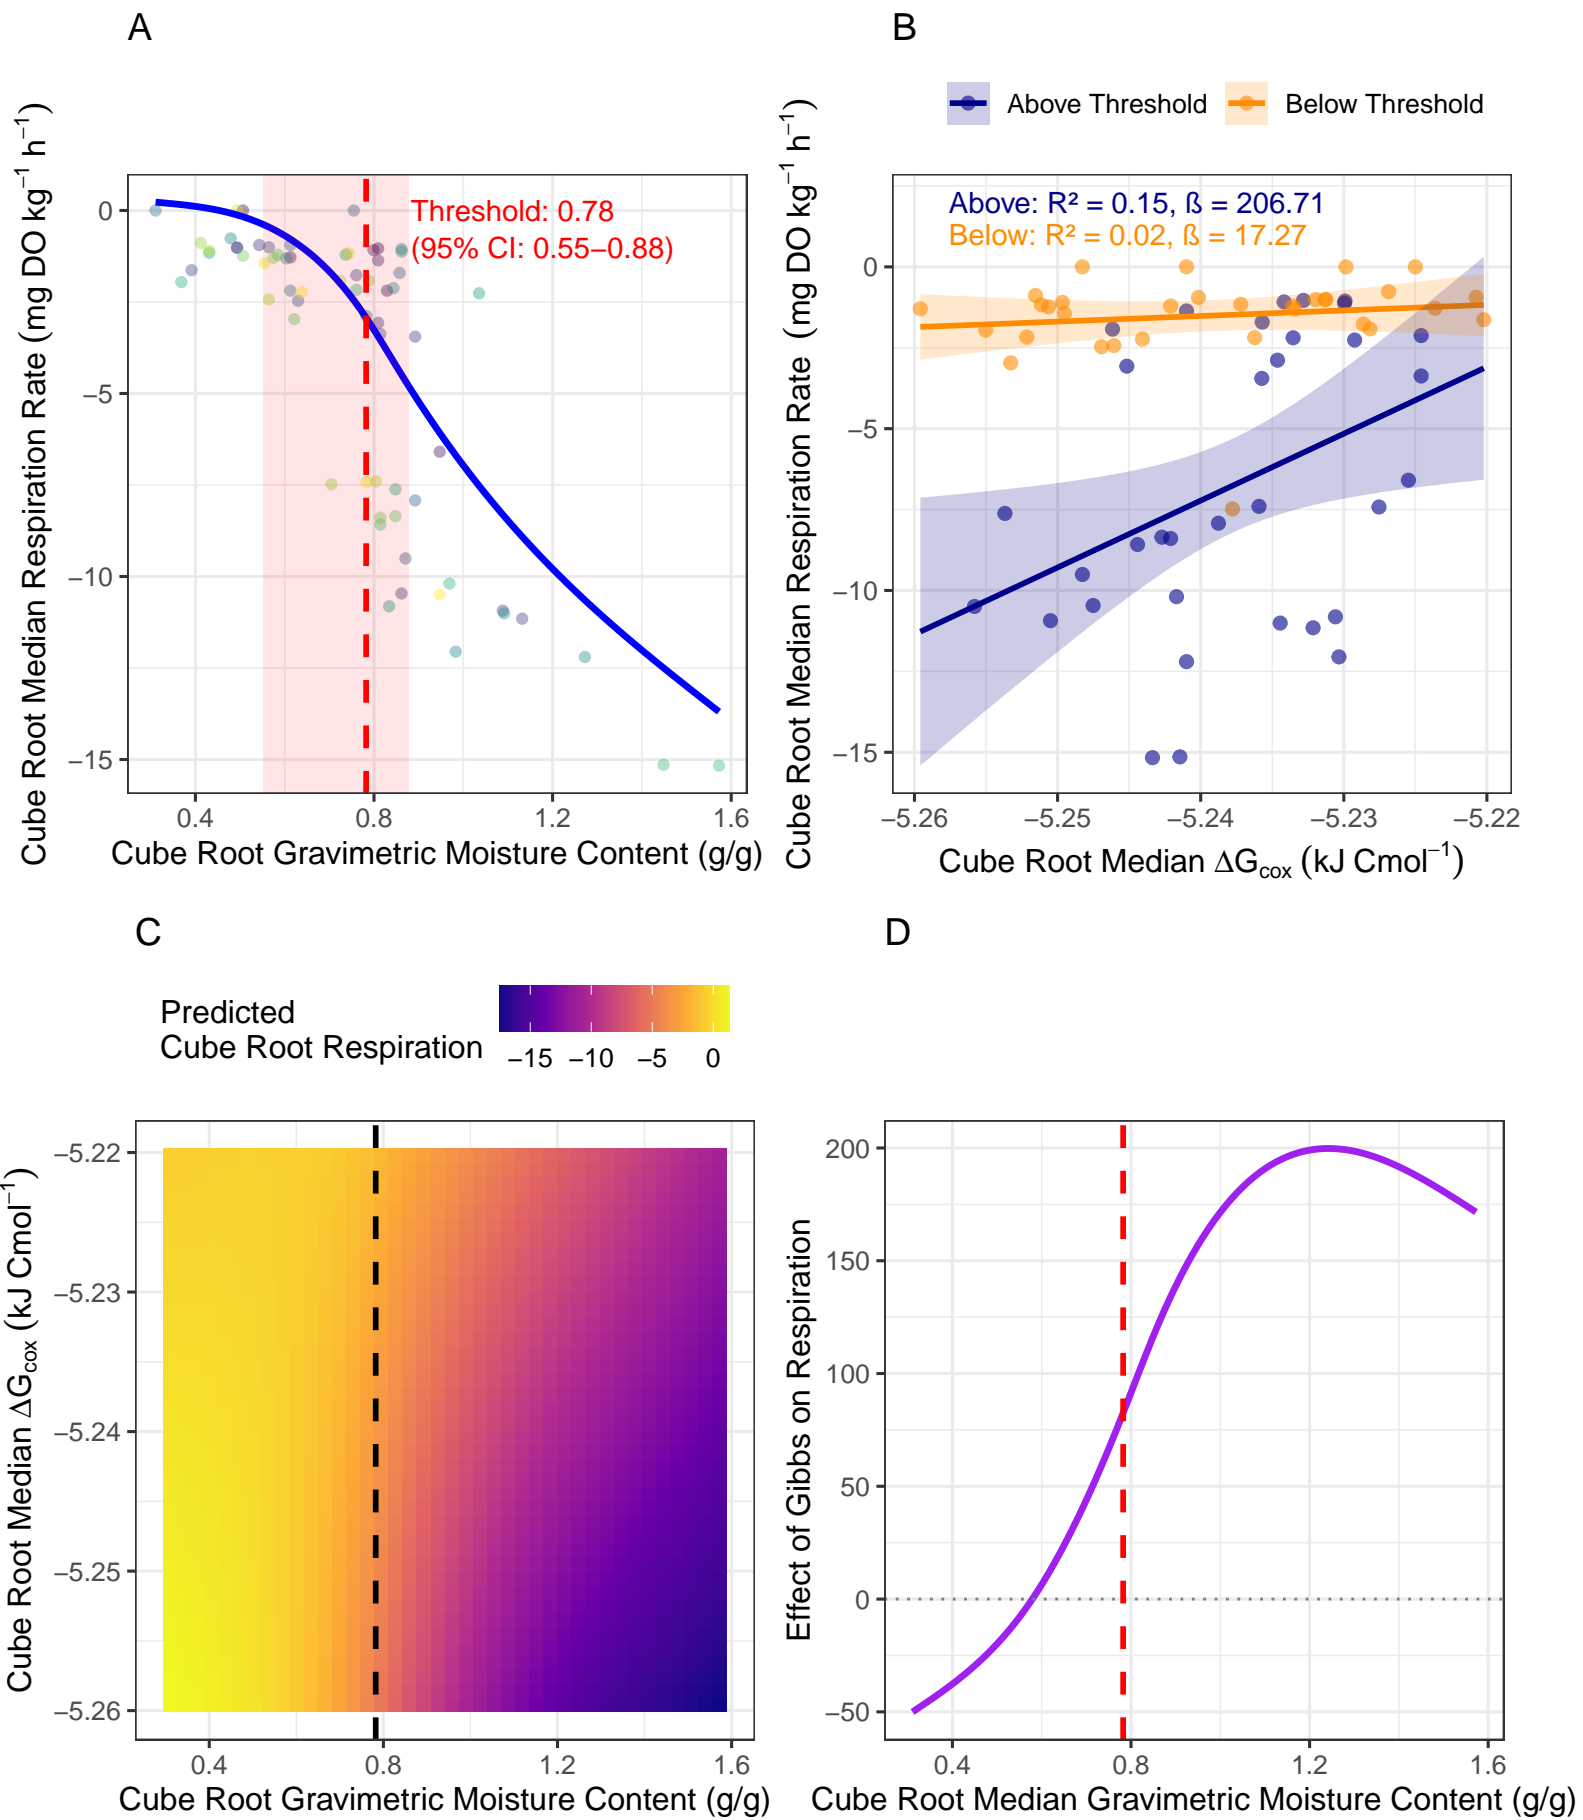 A
Cube Root Median Respiration Rate (mg DO kg⁻¹ h⁻¹)
0
−5
−10
−15
Threshold: 0.78
(95% CI: 0.55−0.88)
0.4
0.8
1.2
1.6
Cube Root Gravimetric Moisture Content (g/g)
B
Above Threshold
Below Threshold
Cube Root Median Respiration Rate (mg DO kg⁻¹ h⁻¹)
Above: R² = 0.15, ß = 206.71
Below: R² = 0.02, ß = 17.27
0
−5
−10
−15
−5.26
−5.25
−5.24
−5.23
−5.22
Cube Root Median ΔGcox (kJ Cmol⁻¹)
C
Predicted
Cube Root Respiration
−15
−10
−5
0
Cube Root Median ΔGcox (kJ Cmol⁻¹)
−5.22
−5.23
−5.24
−5.25
−5.26
0.4
0.8
1.2
1.6
Cube Root Gravimetric Moisture Content (g/g)
D
Effect of Gibbs on Respiration
200
150
100
50
0
−50
0.4
0.8
1.2
1.6
Cube Root Median Gravimetric Moisture Content (g/g)